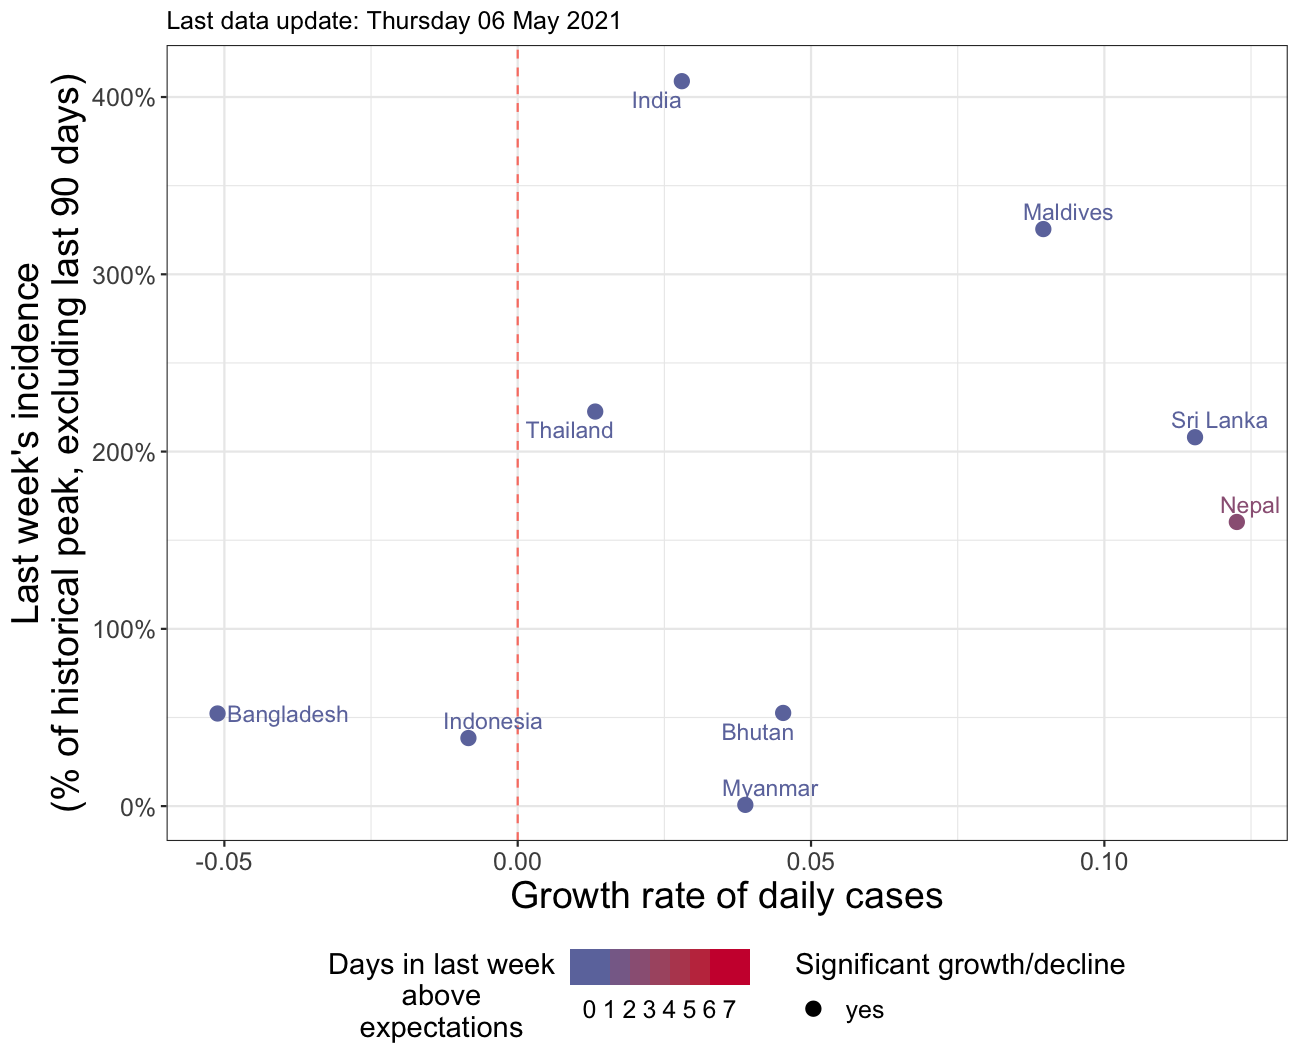 Last data update: Thursday 06 May 2021
Last week's incidence
(% of historical peak, excluding last 90 days)
400%
300%
200%
100%
0%
India
Maldives
Thailand
Sri Lanka
Nepal
Bangladesh
Indonesia
Bhutan
Myanmar
-0.05 0.00 0.05 0.10
Growth rate of daily cases
Days in last week
above
expectations
0 1 2 3 4 5 6 7
Significant growth/decline
yes